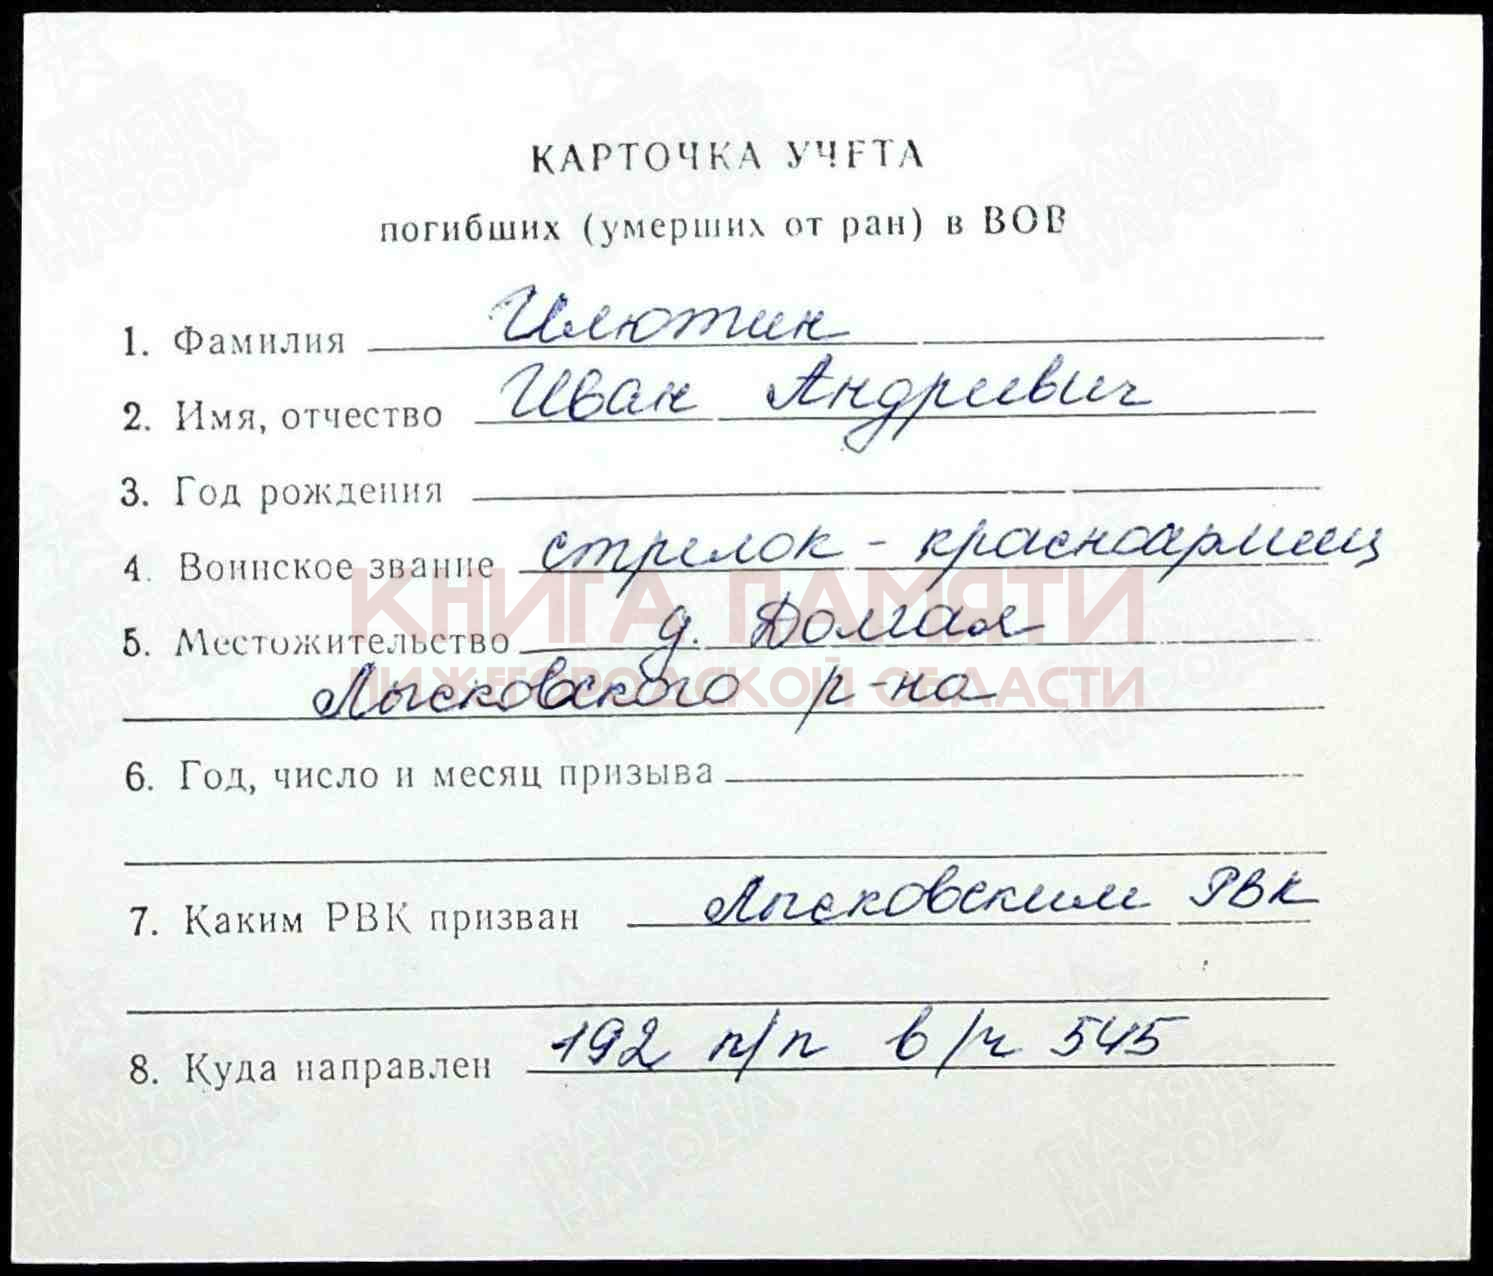 КАРТОЧКА УЧЕТА
погибших (умерших от ран) в ВОВ
1. Фамилия Илютин
2. Имя, отчество Иван Андреевич
3. Год рождения
4. Воинское звание стрелок - красноармеец
КНИГА ПАМЯТИ
5. Местожительство д. Долгая
НИЖЕГОРОДСКОЙ ОБЛАСТИ
Лысковского р-на
6. Год, число и месяц призыва
7. Каким РВК призван Лысковским РВК
8. Куда направлен 192 п/п в/ч 545
ПАМЯТЬ НАРОДА